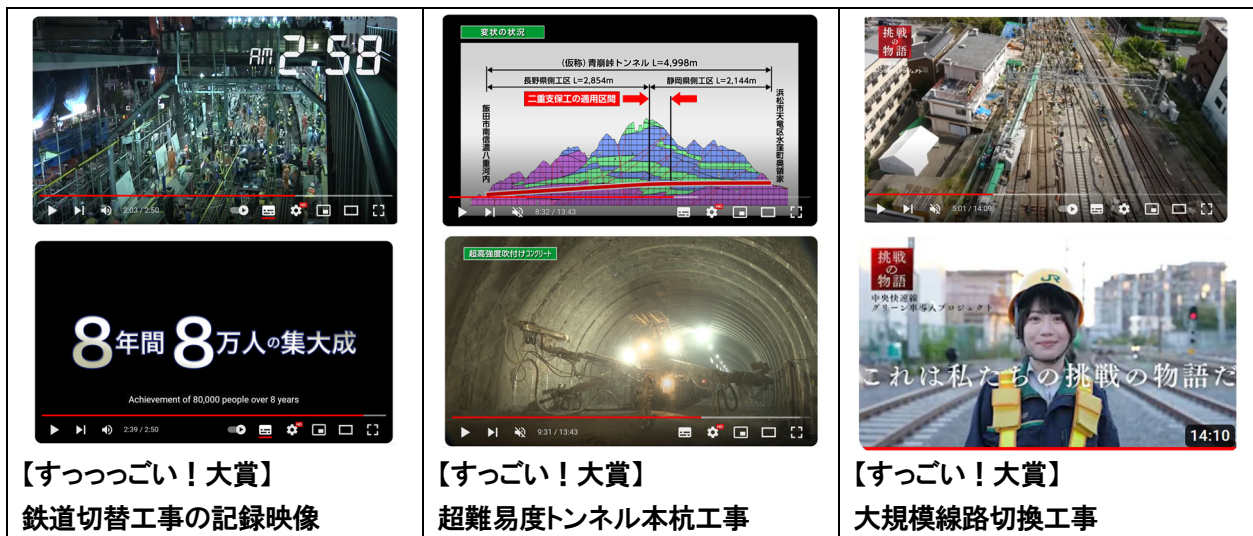 AM 2:58
2:03 / 2:50
8年間 8万人の集大成
Achievement of 80,000 people over 8 years
2:39 / 2:50
【すっっっごい！大賞】
鉄道切替工事の記録映像
変状の状況
(仮称) 青崩峠トンネル L=4,998m
長野県側工区 L=2,854m
静岡県側工区 L=2,144m
二重支保工の適用区間
飯田市南信濃八重河内
浜松市天竜区水窪町奥領家
8:32 / 13:43
HD
超高強度吹付けコンクリート
9:31 / 13:43
HD
【すっごい！大賞】
超難易度トンネル本杭工事
挑戦
の
物語
5:01 / 14:09
挑戦
の
物語
中央快速線
グリーン車導入プロジェクト
JR
これは私たちの挑戦の物語だ
14:10
【すっごい！大賞】
大規模線路切換工事